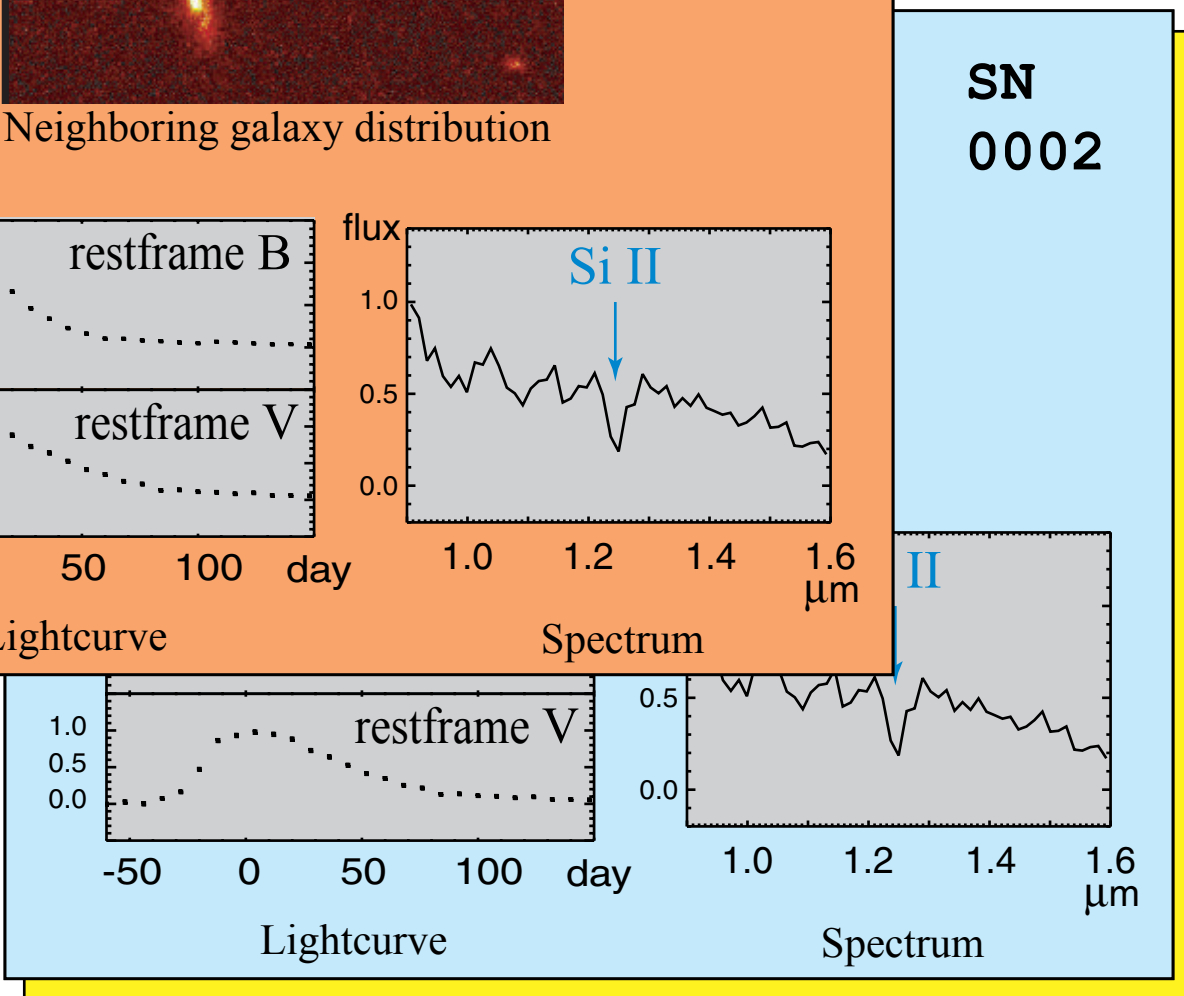 SN
0002
Neighboring galaxy distribution
restframe B
restframe V
50 100 day
flux
1.0
0.5
0.0
Si II
1.0 1.2 1.4 1.6
μm
Spectrum
II
restframe V
1.0
0.5
0.0
-50 0 50 100 day
Lightcurve
0.5
0.0
1.0 1.2 1.4 1.6
μm
Spectrum